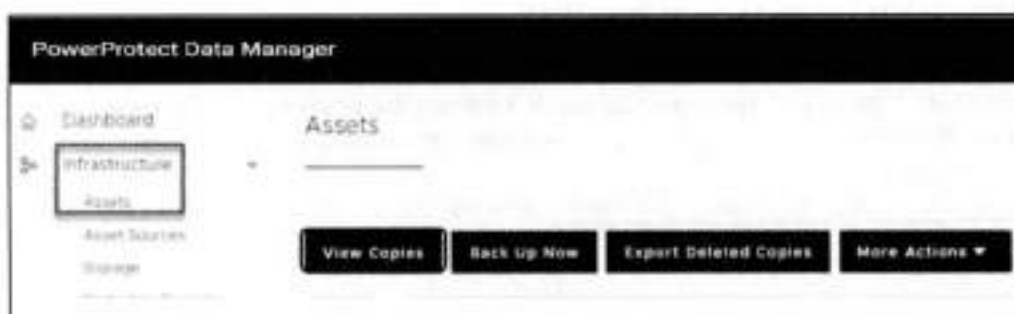 PowerProtect Data Manager
Dashboard
Infrastructure
Assets
Asset Sources
Storage
Assets
View Copies
Back Up Now
Export Deleted Copies
More Actions